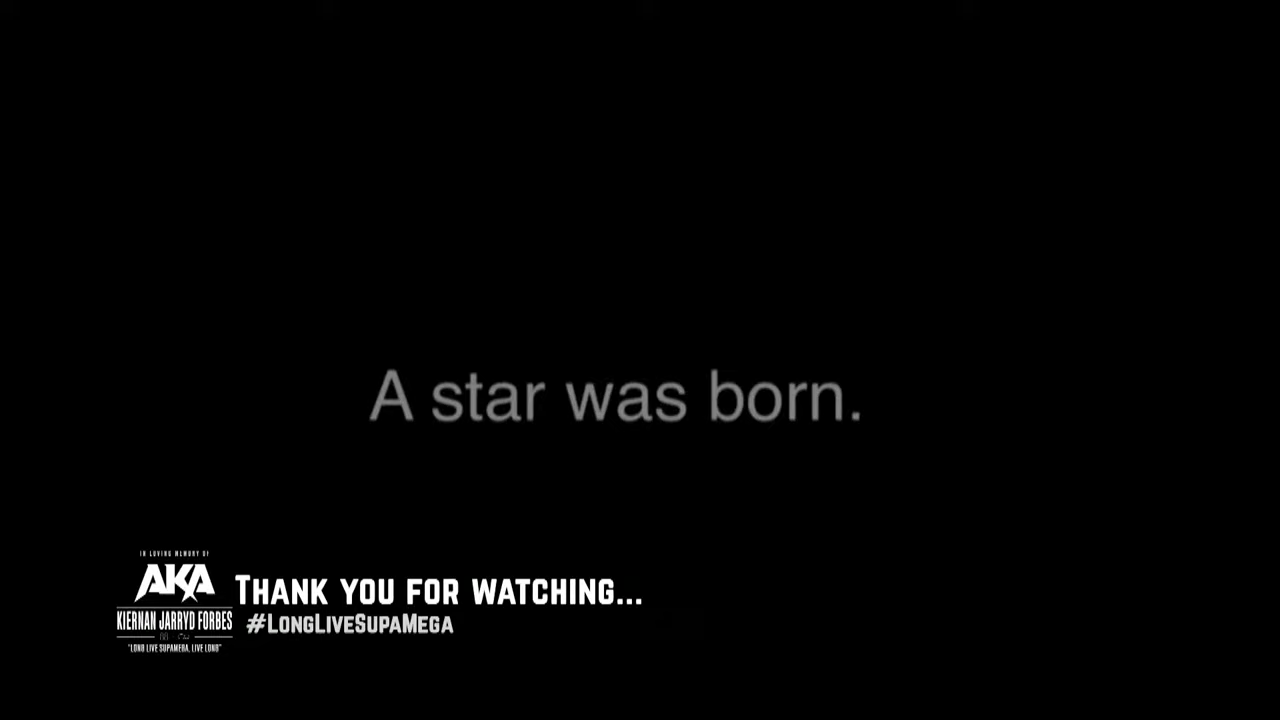 A star was born.
IN LOVING MEMORY OF
AKA
KIERNAN JARRYD FORBES
"LONG LIVE SUPAMEGA, LIVE LONG"
THANK YOU FOR WATCHING...
#LONGLIVESUPAMEGA